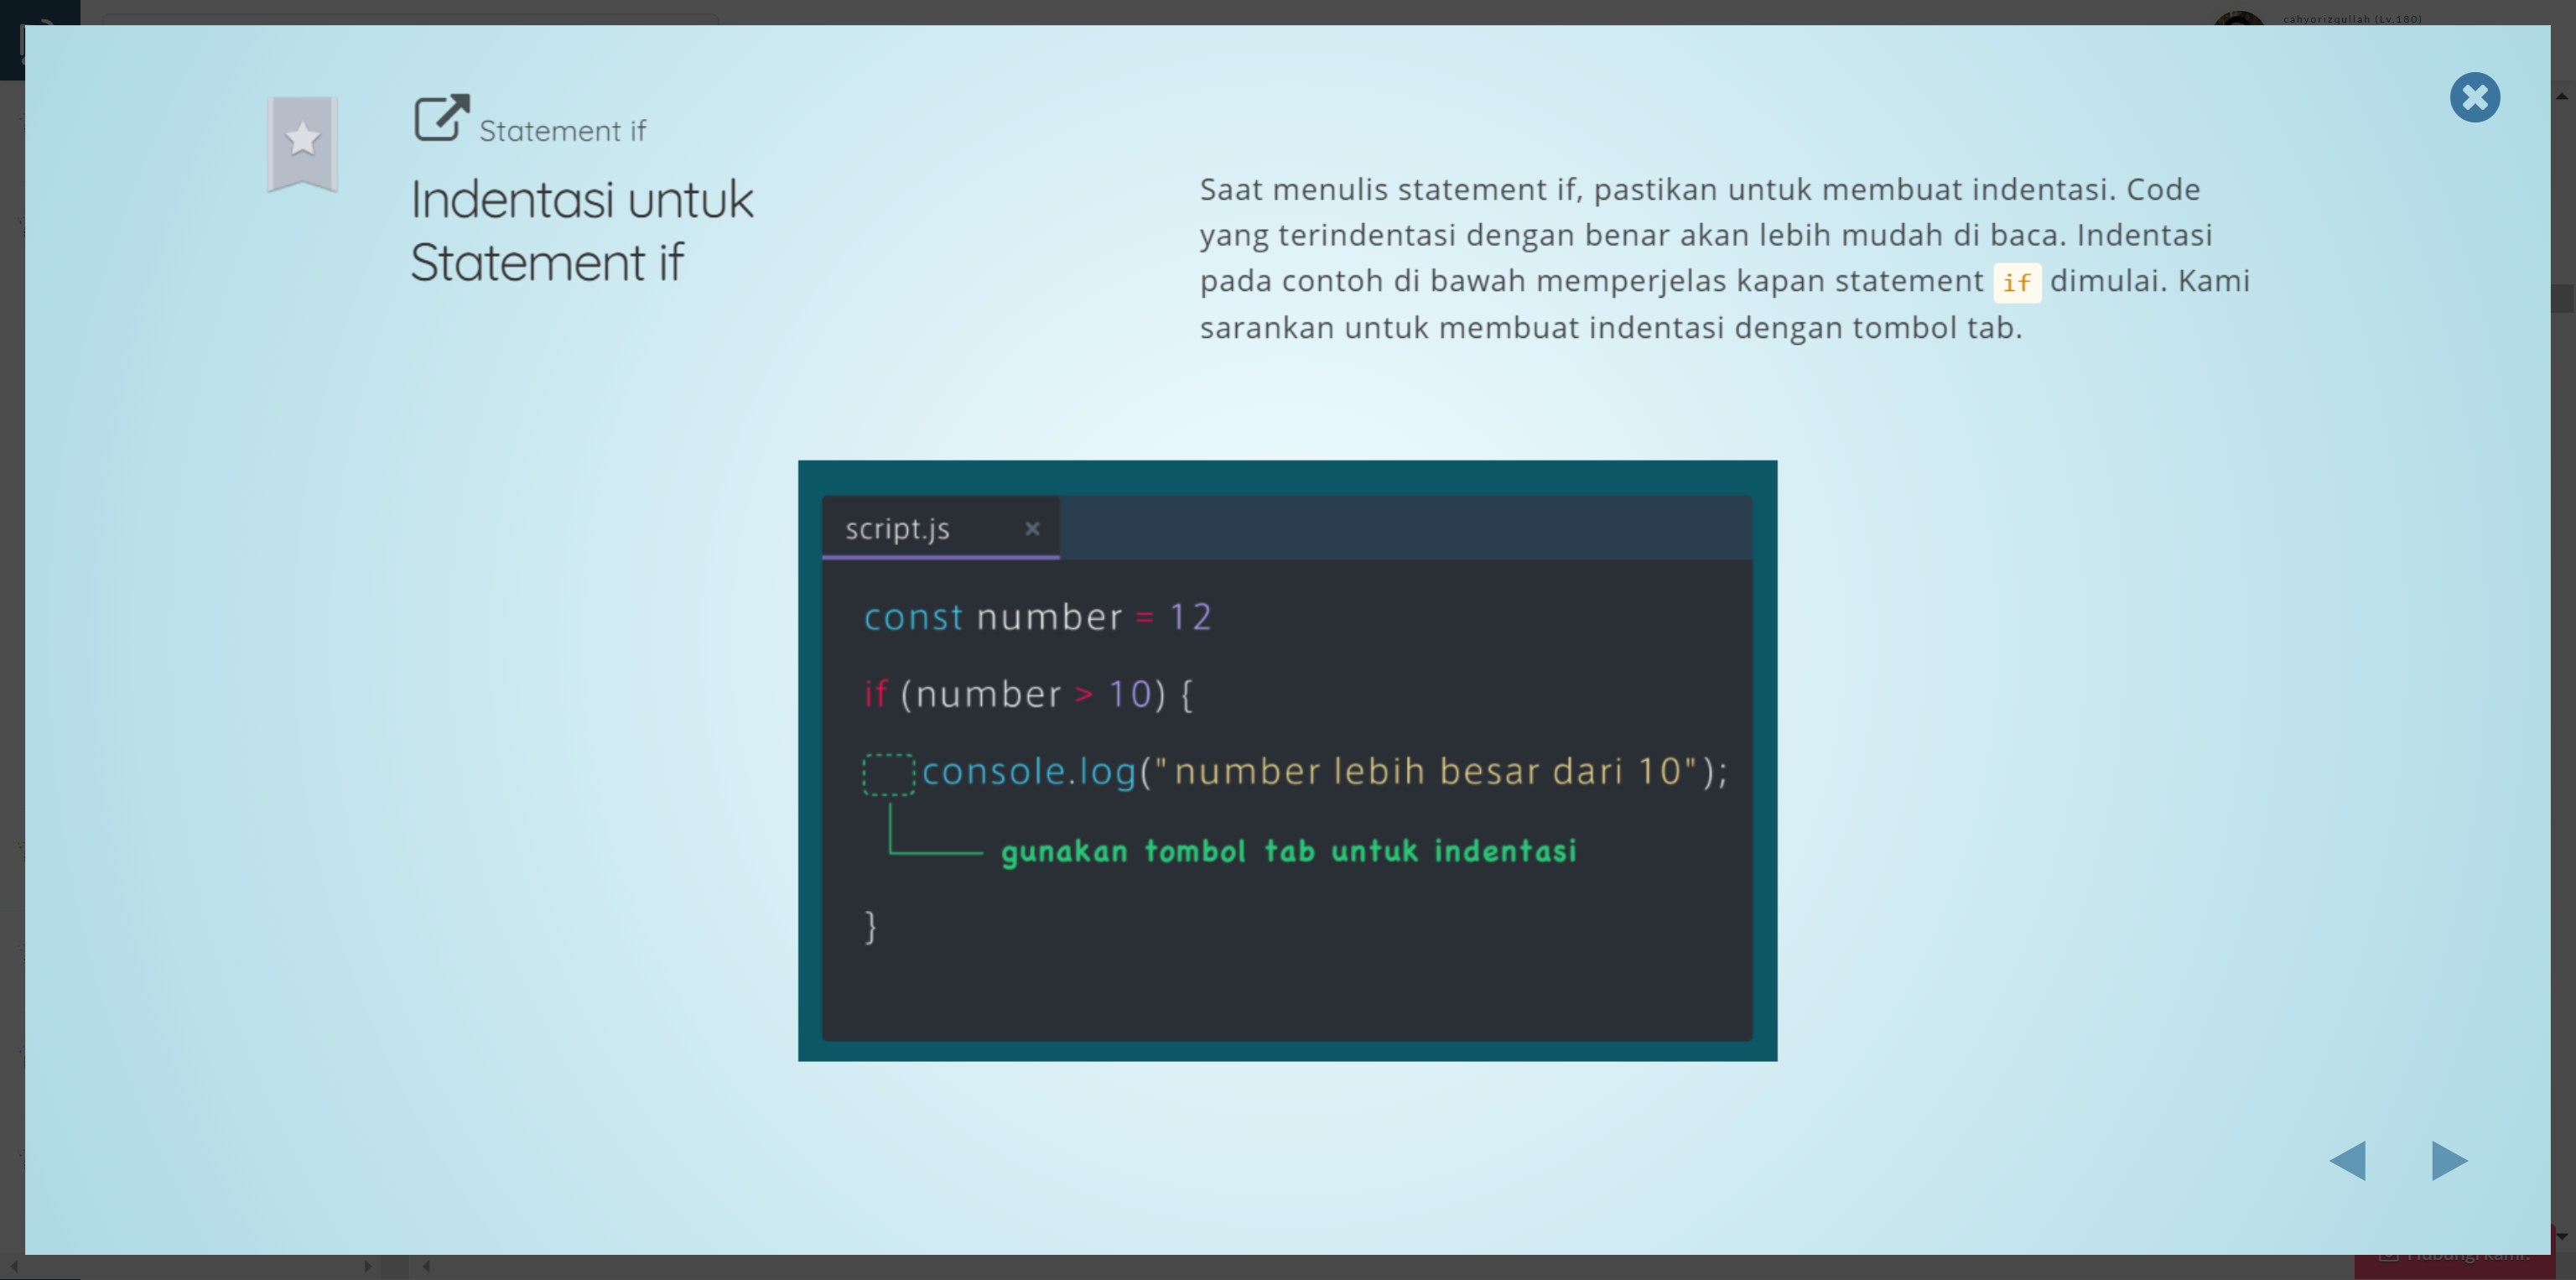 cahyorizqullah (Lv.180)
Statement if
Indentasi untuk
Statement if
Saat menulis statement if, pastikan untuk membuat indentasi. Code
yang terindentasi dengan benar akan lebih mudah di baca. Indentasi
pada contoh di bawah memperjelas kapan statement if dimulai. Kami
sarankan untuk membuat indentasi dengan tombol tab.
script.js
const number = 12
if (number > 10) {
console.log("number lebih besar dari 10");
gunakan tombol tab untuk indentasi
}